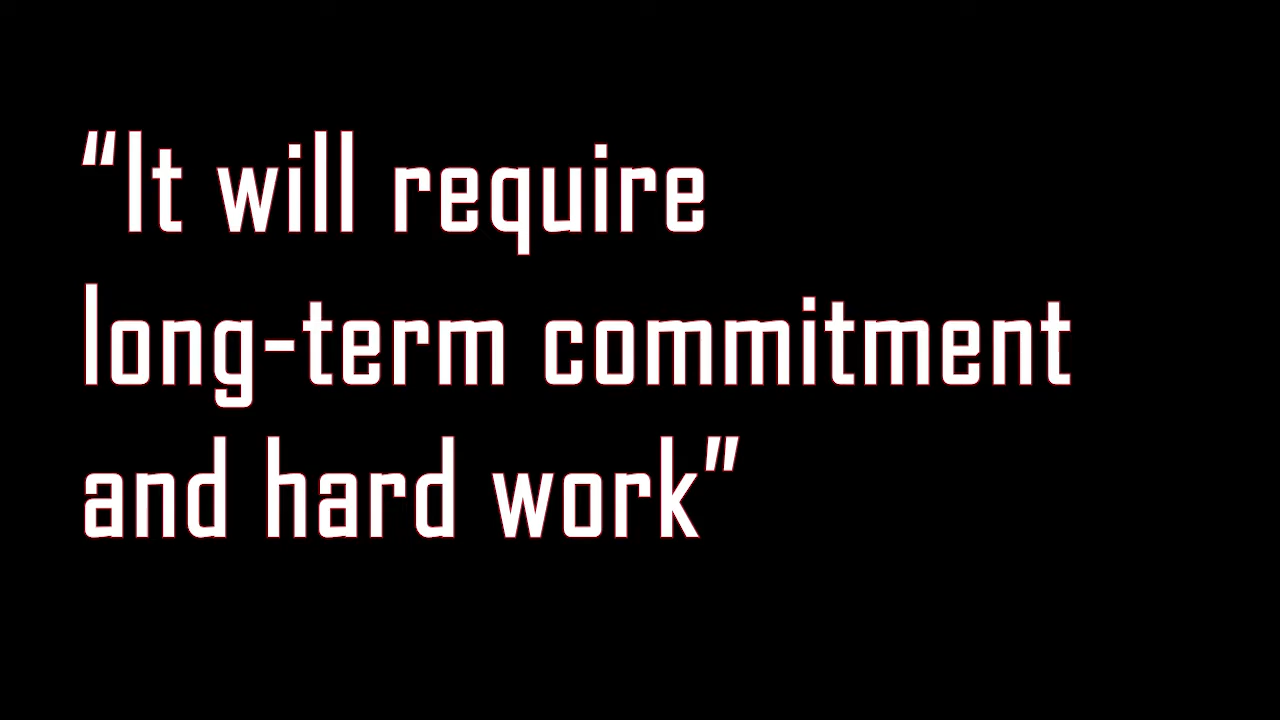 “It will require
long-term commitment
and hard work”